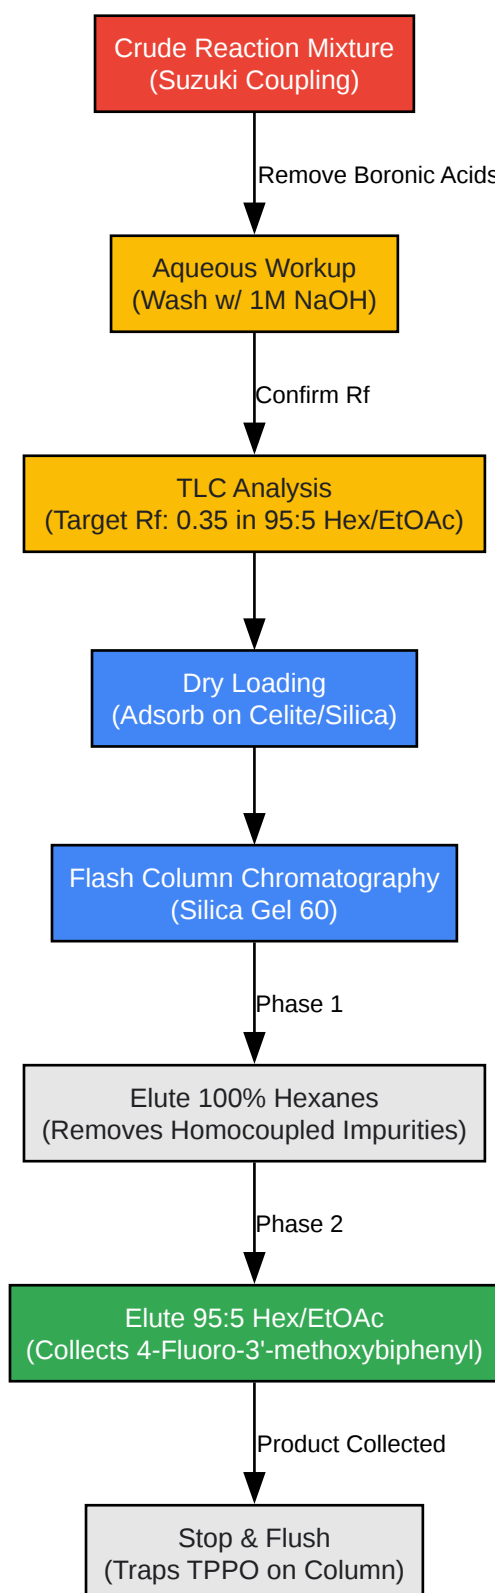 Crude Reaction Mixture
(Suzuki Coupling)
Remove Boronic Acids
Aqueous Workup
(Wash w/ 1M NaOH)
Confirm Rf
TLC Analysis
(Target Rf: 0.35 in 95:5 Hex/EtOAc)
Dry Loading
(Adsorb on Celite/Silica)
Flash Column Chromatography
(Silica Gel 60)
Phase 1
Elute 100% Hexanes
(Removes Homocoupled Impurities)
Phase 2
Elute 95:5 Hex/EtOAc
(Collects 4-Fluoro-3'-methoxybiphenyl)
Product Collected
Stop & Flush
(Traps TPPO on Column)